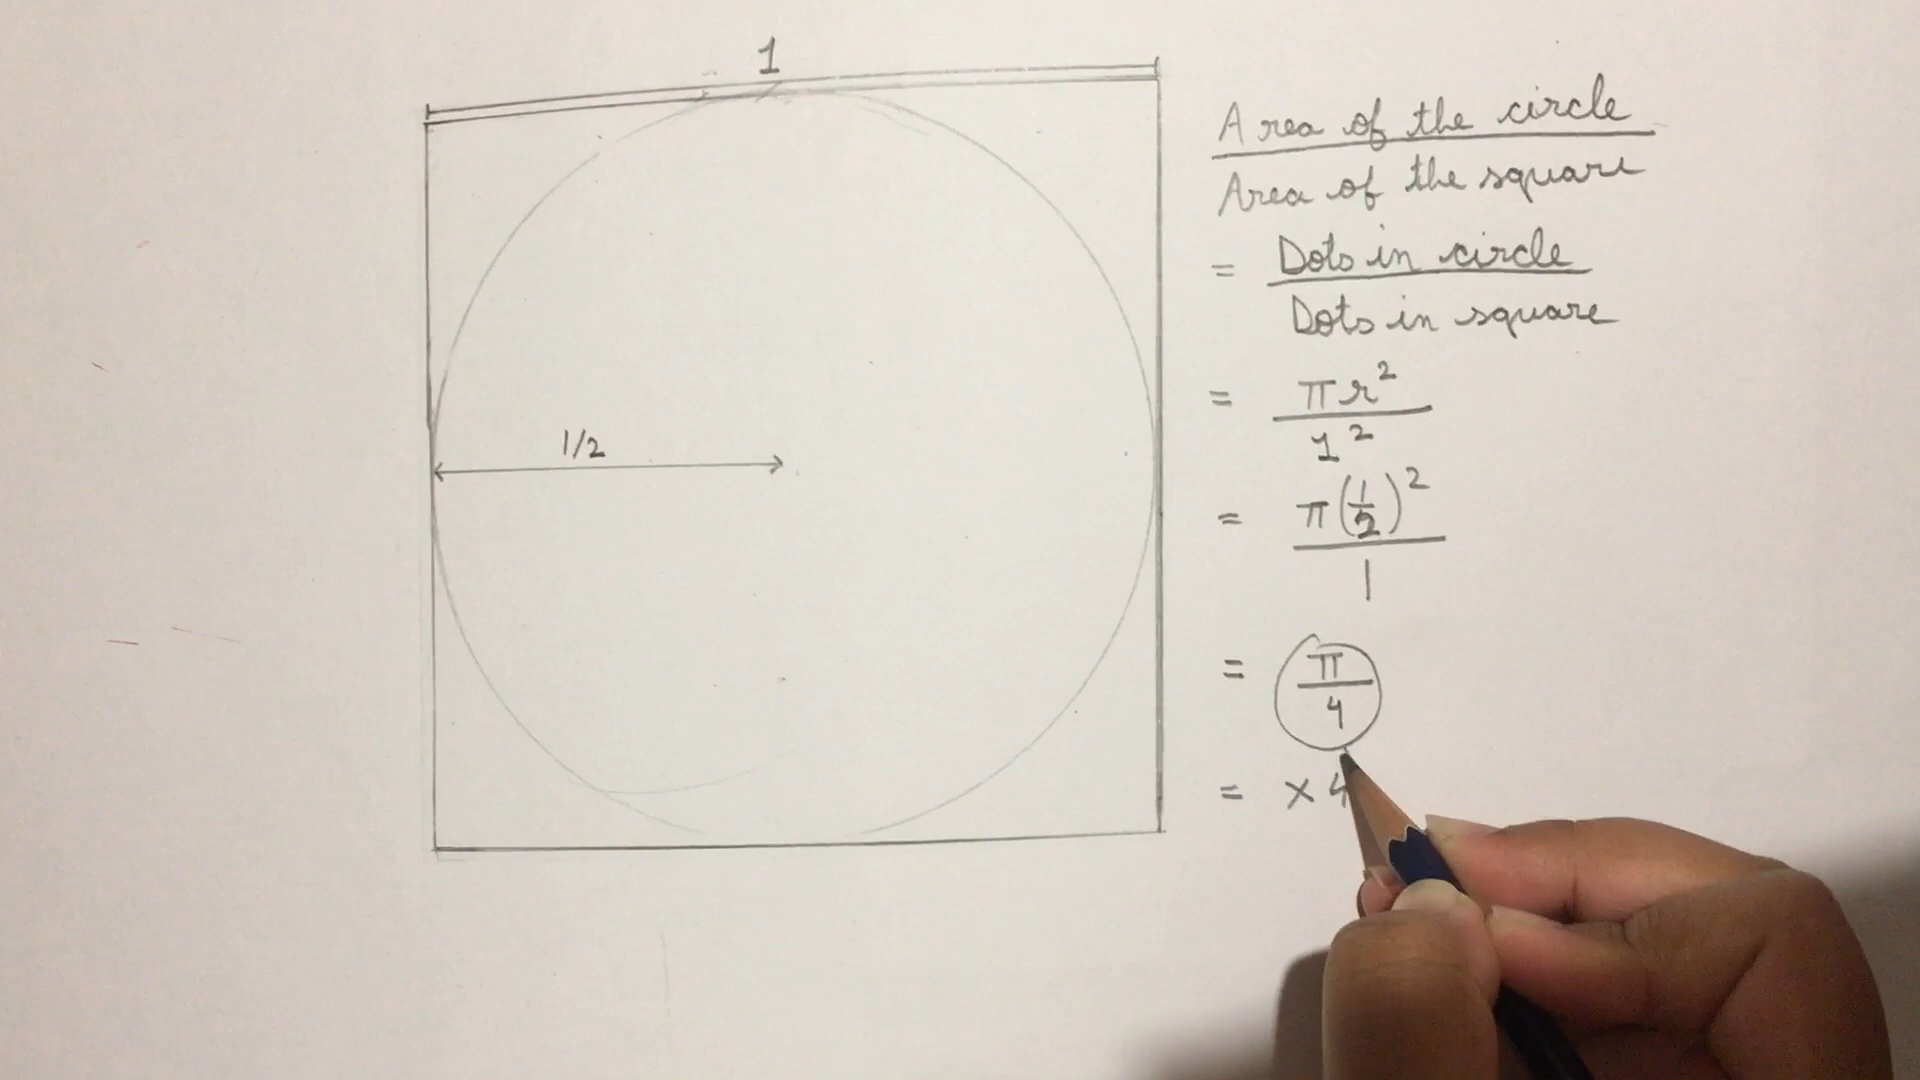 1
1/2
Area of the circle
Area of the square
= Dots in circle
Dots in square
= πr²
1²
= π(1/2)²
1
= π
4
= × 4